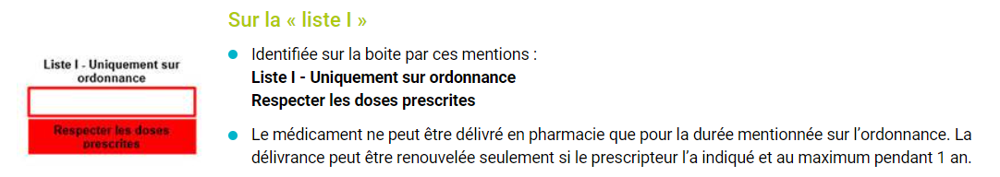 Sur la « liste I »
Liste I - Uniquement sur
ordonnance
Respecter les doses
prescrites
Identifiée sur la boite par ces mentions :
Liste I - Uniquement sur ordonnance
Respecter les doses prescrites
Le médicament ne peut être délivré en pharmacie que pour la durée mentionnée sur l’ordonnance. La
délivrance peut être renouvelée seulement si le prescripteur l’a indiqué et au maximum pendant 1 an.